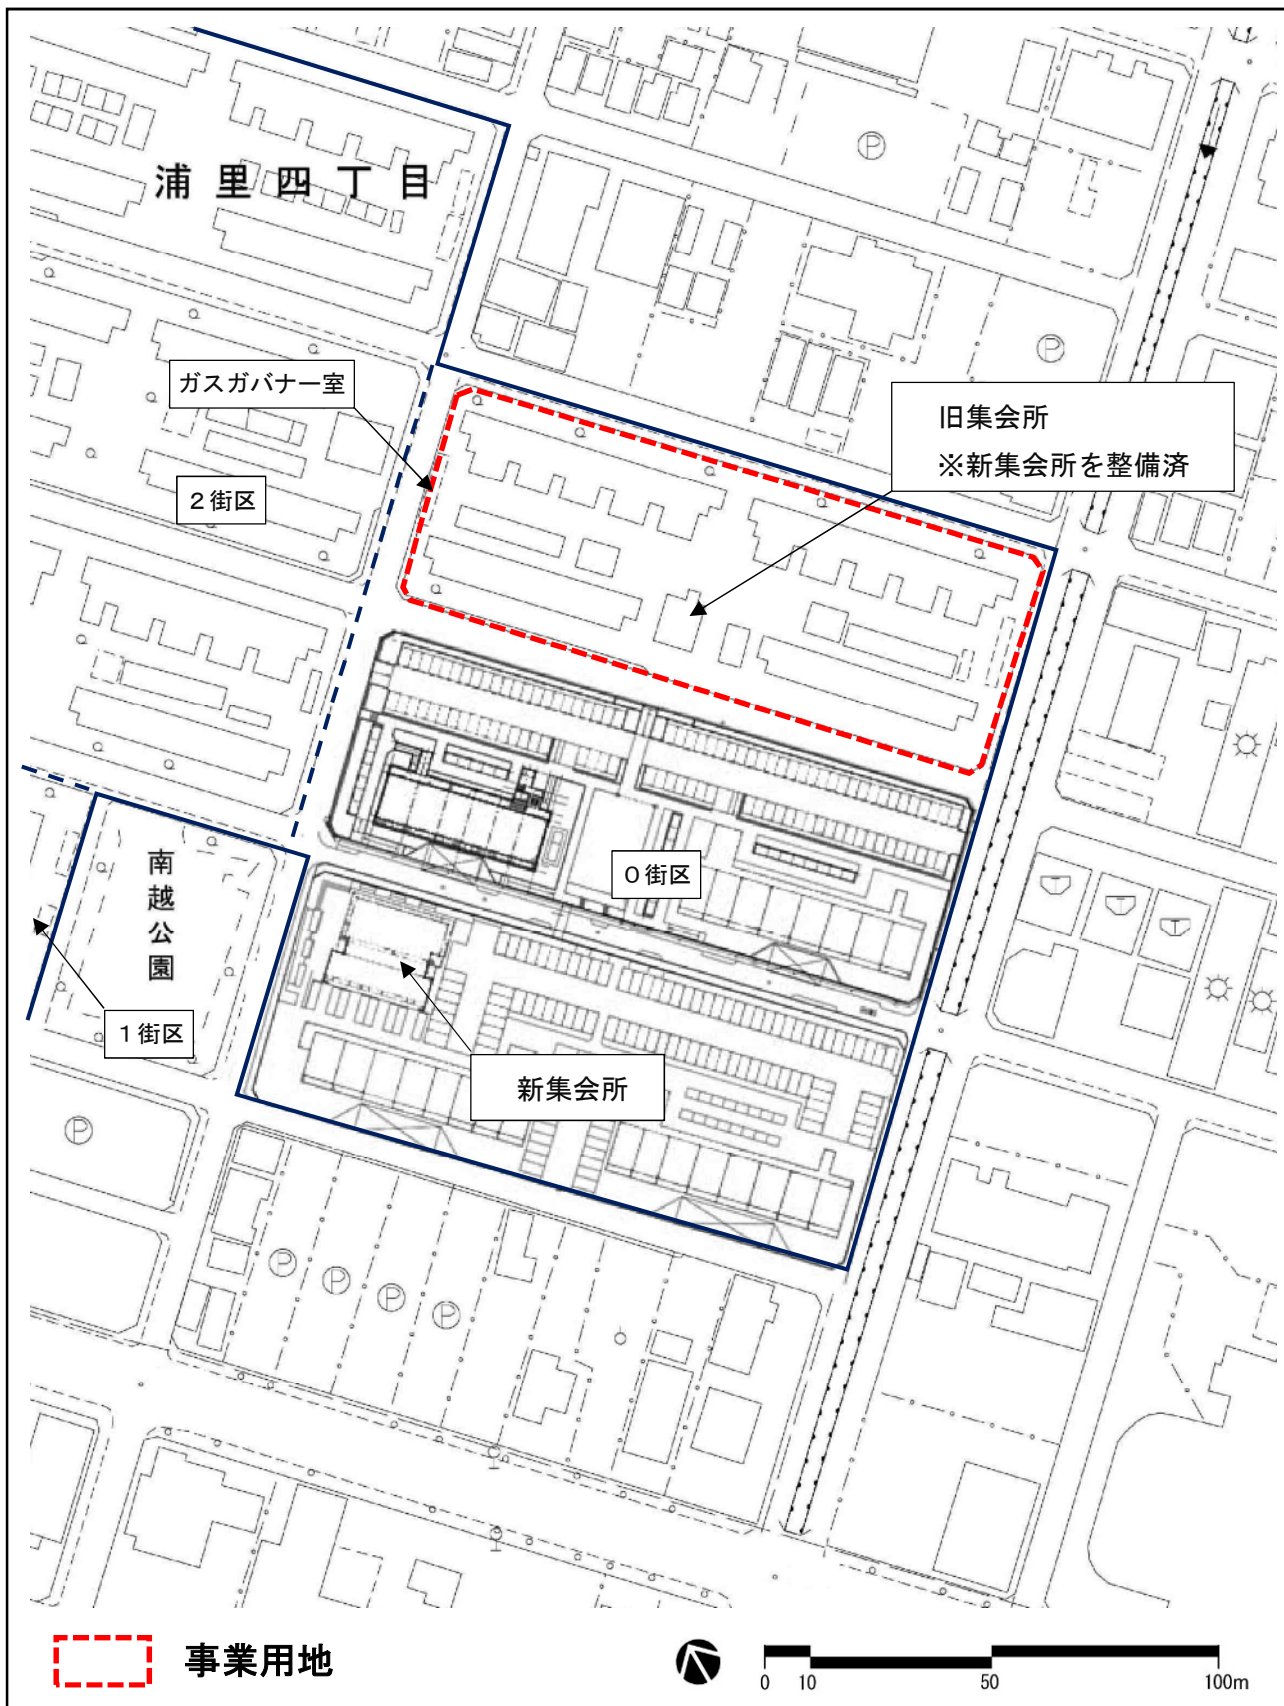 浦里四丁目
Ⓟ
Ⓟ
ガスガバナー室
旧集会所
※新集会所を整備済
２街区
０街区
南越公園
１街区
新集会所
Ⓟ
Ⓟ
Ⓟ
Ⓟ
Ⓟ
事業用地
0 10 50 100m